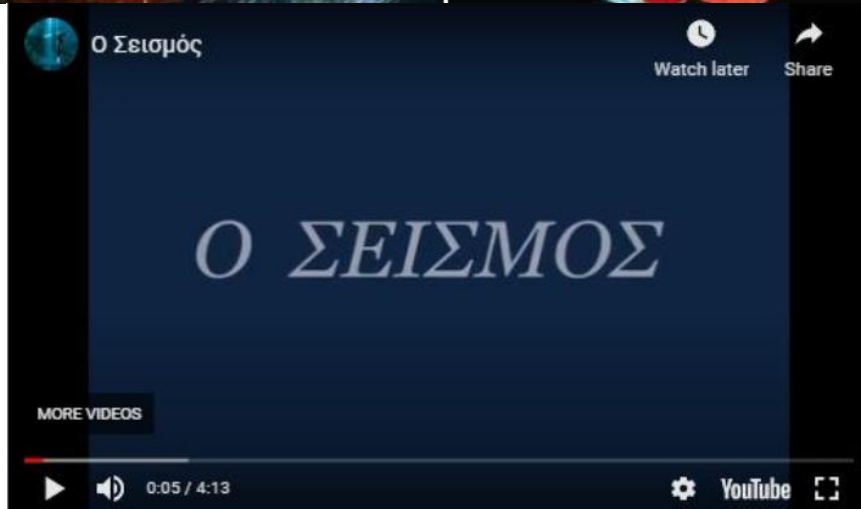 Ο Σεισμός
Watch later
Share
Ο ΣΕΙΣΜΟΣ
MORE VIDEOS
0:05 / 4:13
YouTube